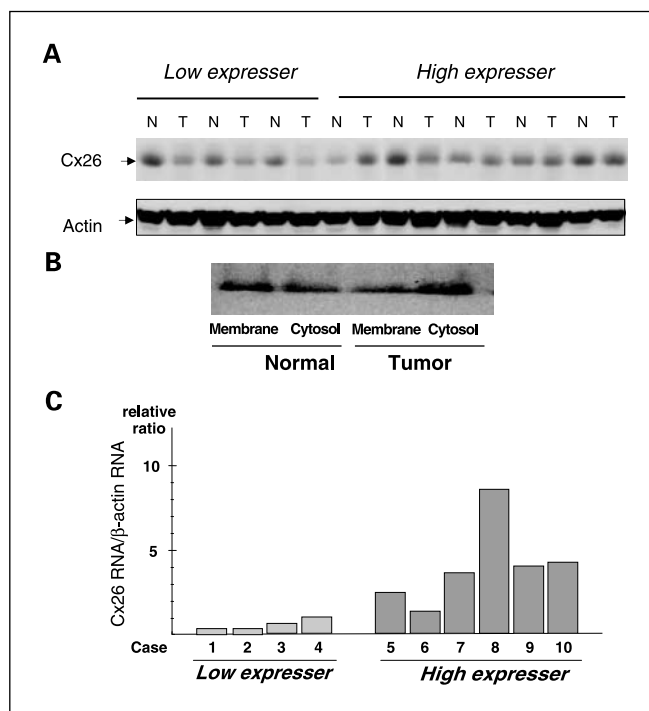 A
Low expresser High expresser
N T N T N T N T N T N T N T N T
Cx26
Actin
B
Membrane Cytosol Membrane Cytosol
Normal Tumor
C
relative
ratio
Cx26 RNA/β-actin RNA
10
5
Case 1 2 3 4 5 6 7 8 9 10
Low expresser High expresser